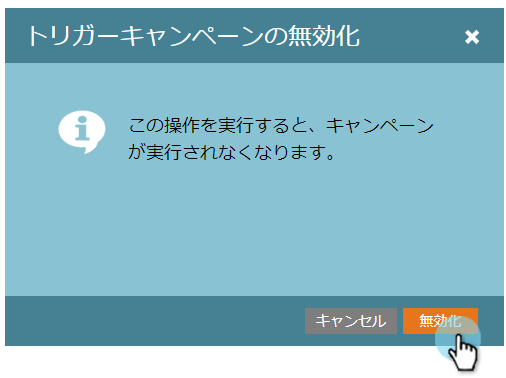 トリガーキャンペーンの無効化
この操作を実行すると、キャンペーン
が実行されなくなります。
キャンセル
無効化